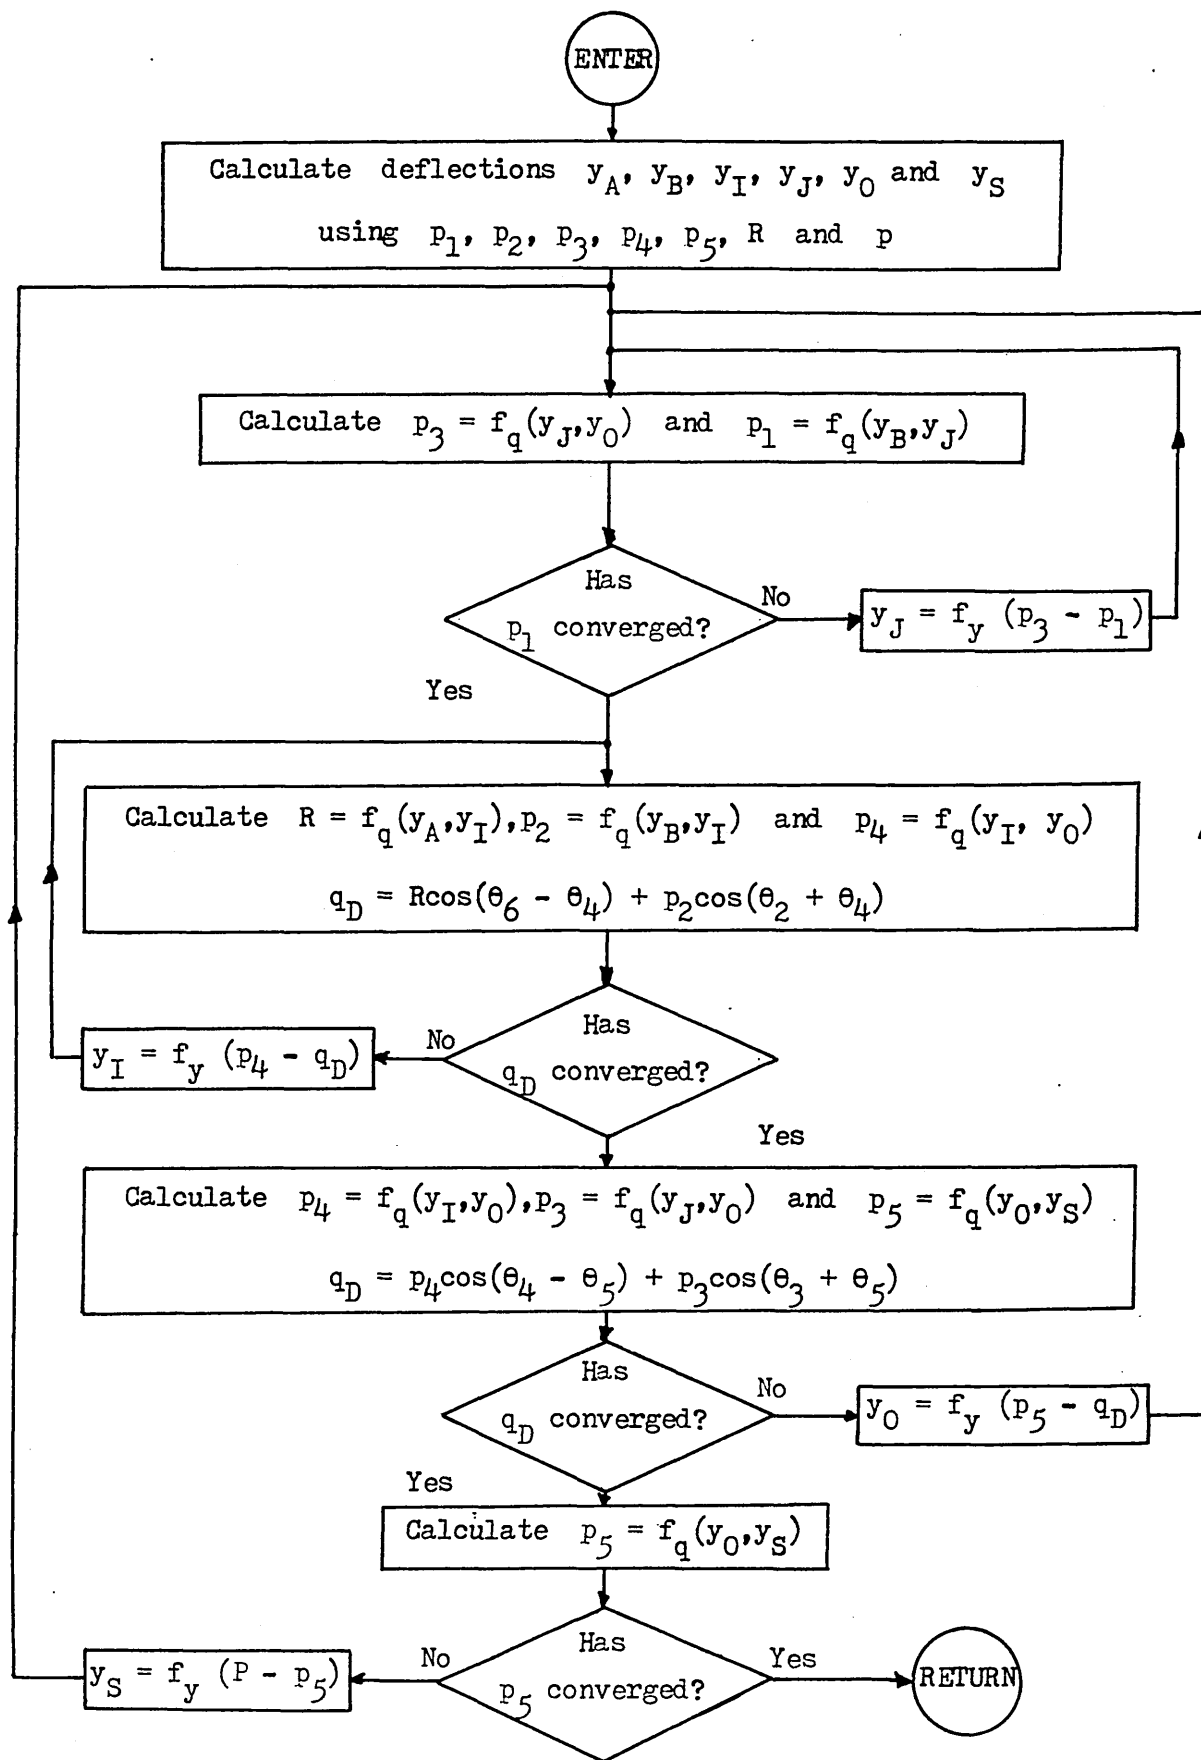 ENTER
Calculate deflections y_A, y_B, y_I, y_J, y_O and y_S
using p_1, p_2, p_3, p_4, p_5, R and p
Calculate p_3 = f_q(y_J,y_O) and p_1 = f_q(y_B,y_J)
Has
p_1 converged?
No
y_J = f_y (p_3 - p_1)
Yes
Calculate R = f_q(y_A,y_I),p_2 = f_q(y_B,y_I) and p_4 = f_q(y_I, y_O)
q_D = Rcos(θ_6 - θ_4) + p_2cos(θ_2 + θ_4)
Has
q_D converged?
No
y_I = f_y (p_4 - q_D)
Yes
Calculate p_4 = f_q(y_I,y_O),p_3 = f_q(y_J,y_O) and p_5 = f_q(y_O,y_S)
q_D = p_4cos(θ_4 - θ_5) + p_3cos(θ_3 + θ_5)
Has
q_D converged?
No
y_O = f_y (p_5 - q_D)
Yes
Calculate p_5 = f_q(y_O,y_S)
Has
p_5 converged?
No
y_S = f_y (P - p_5)
Yes
RETURN